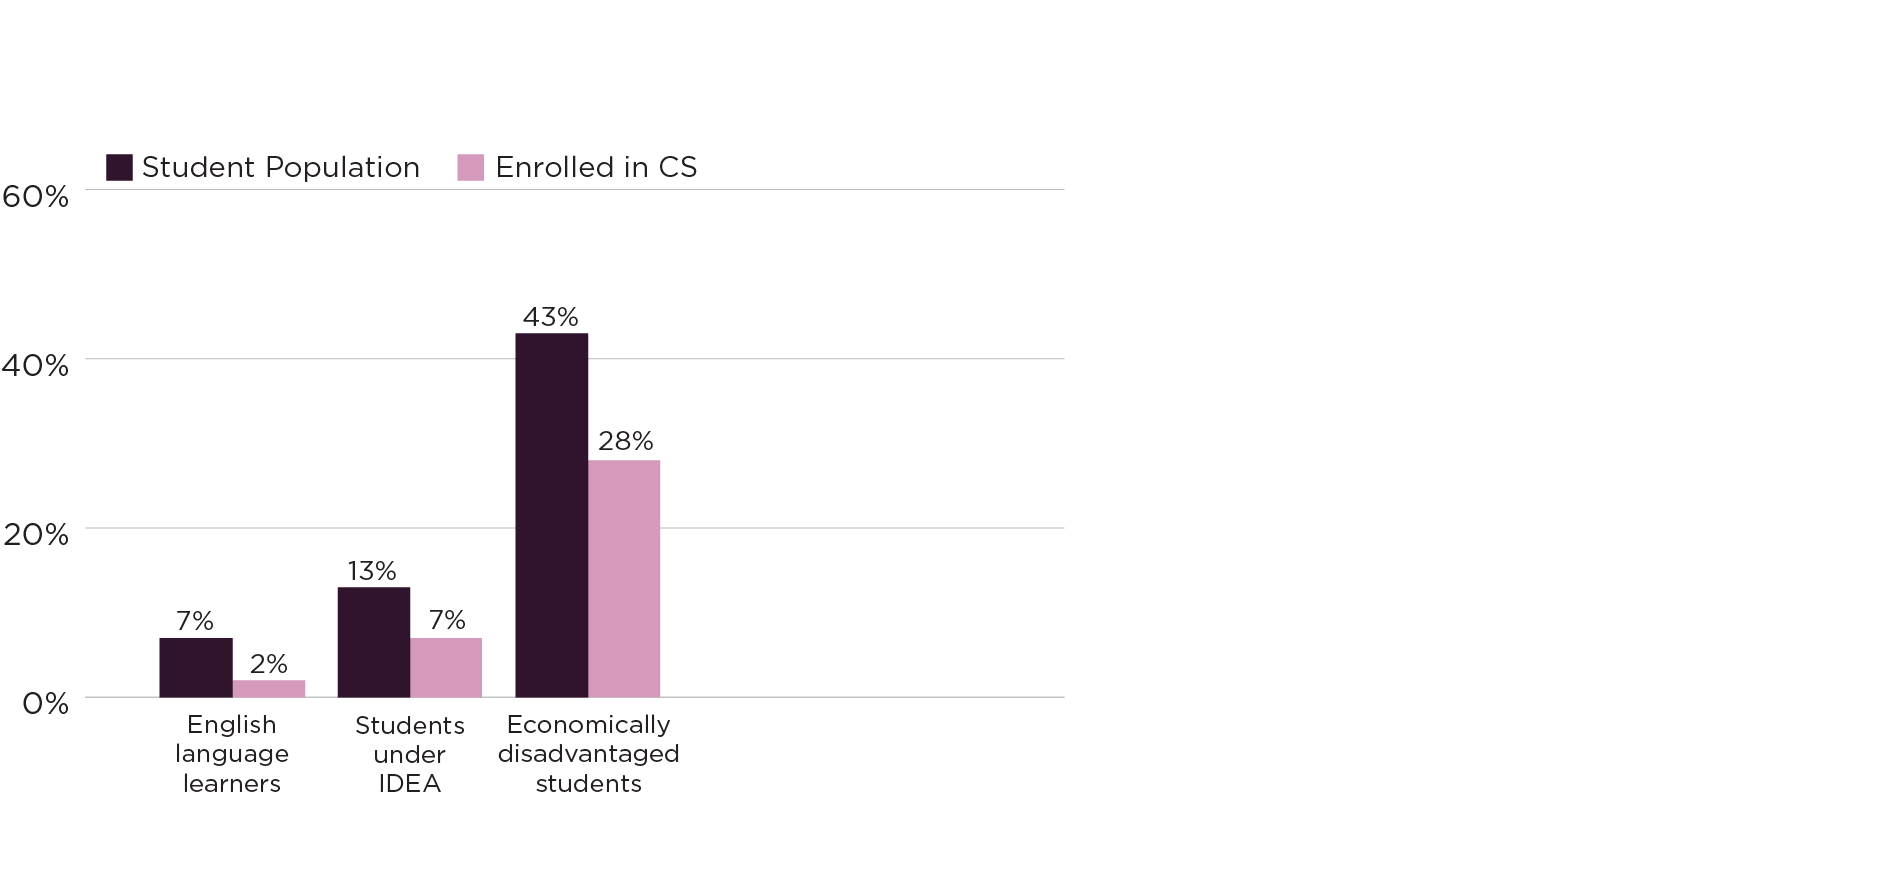 Student Population
Enrolled in CS
60%
40%
20%
0%
7%
2%
13%
7%
43%
28%
English
language
learners
Students
under
IDEA
Economically
disadvantaged
students